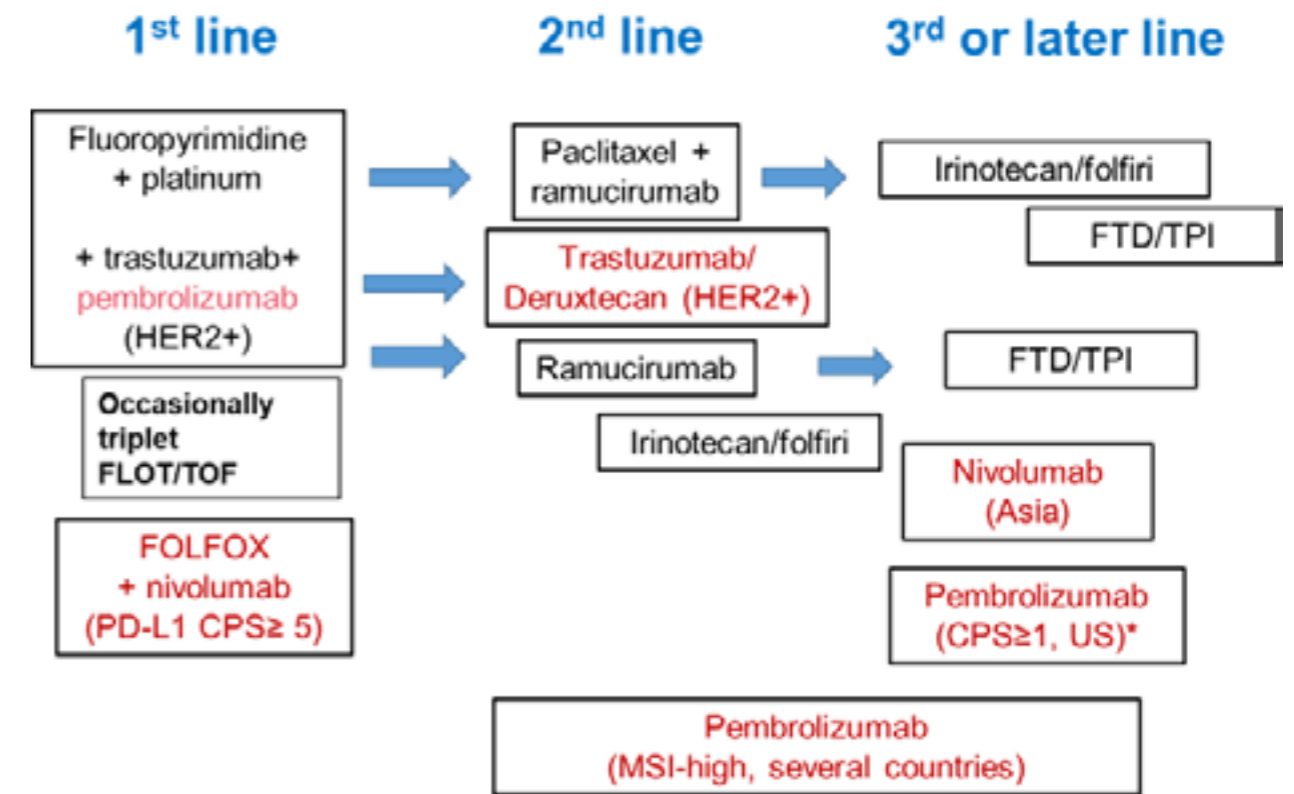 1st line
2nd line
3rd or later line
Fluoropyrimidine
+ platinum
+ trastuzumab+
pembrolizumab
(HER2+)
Occasionally
triplet
FLOT/TOF
FOLFOX
+ nivolumab
(PD-L1 CPS≥ 5)
Paclitaxel +
ramucirumab
Trastuzumab/
Deruxtecan (HER2+)
Ramucirumab
Irinotecan/folfiri
Irinotecan/folfiri
FTD/TPI
FTD/TPI
Nivolumab
(Asia)
Pembrolizumab
(CPS≥1, US)*
Pembrolizumab
(MSI-high, several countries)